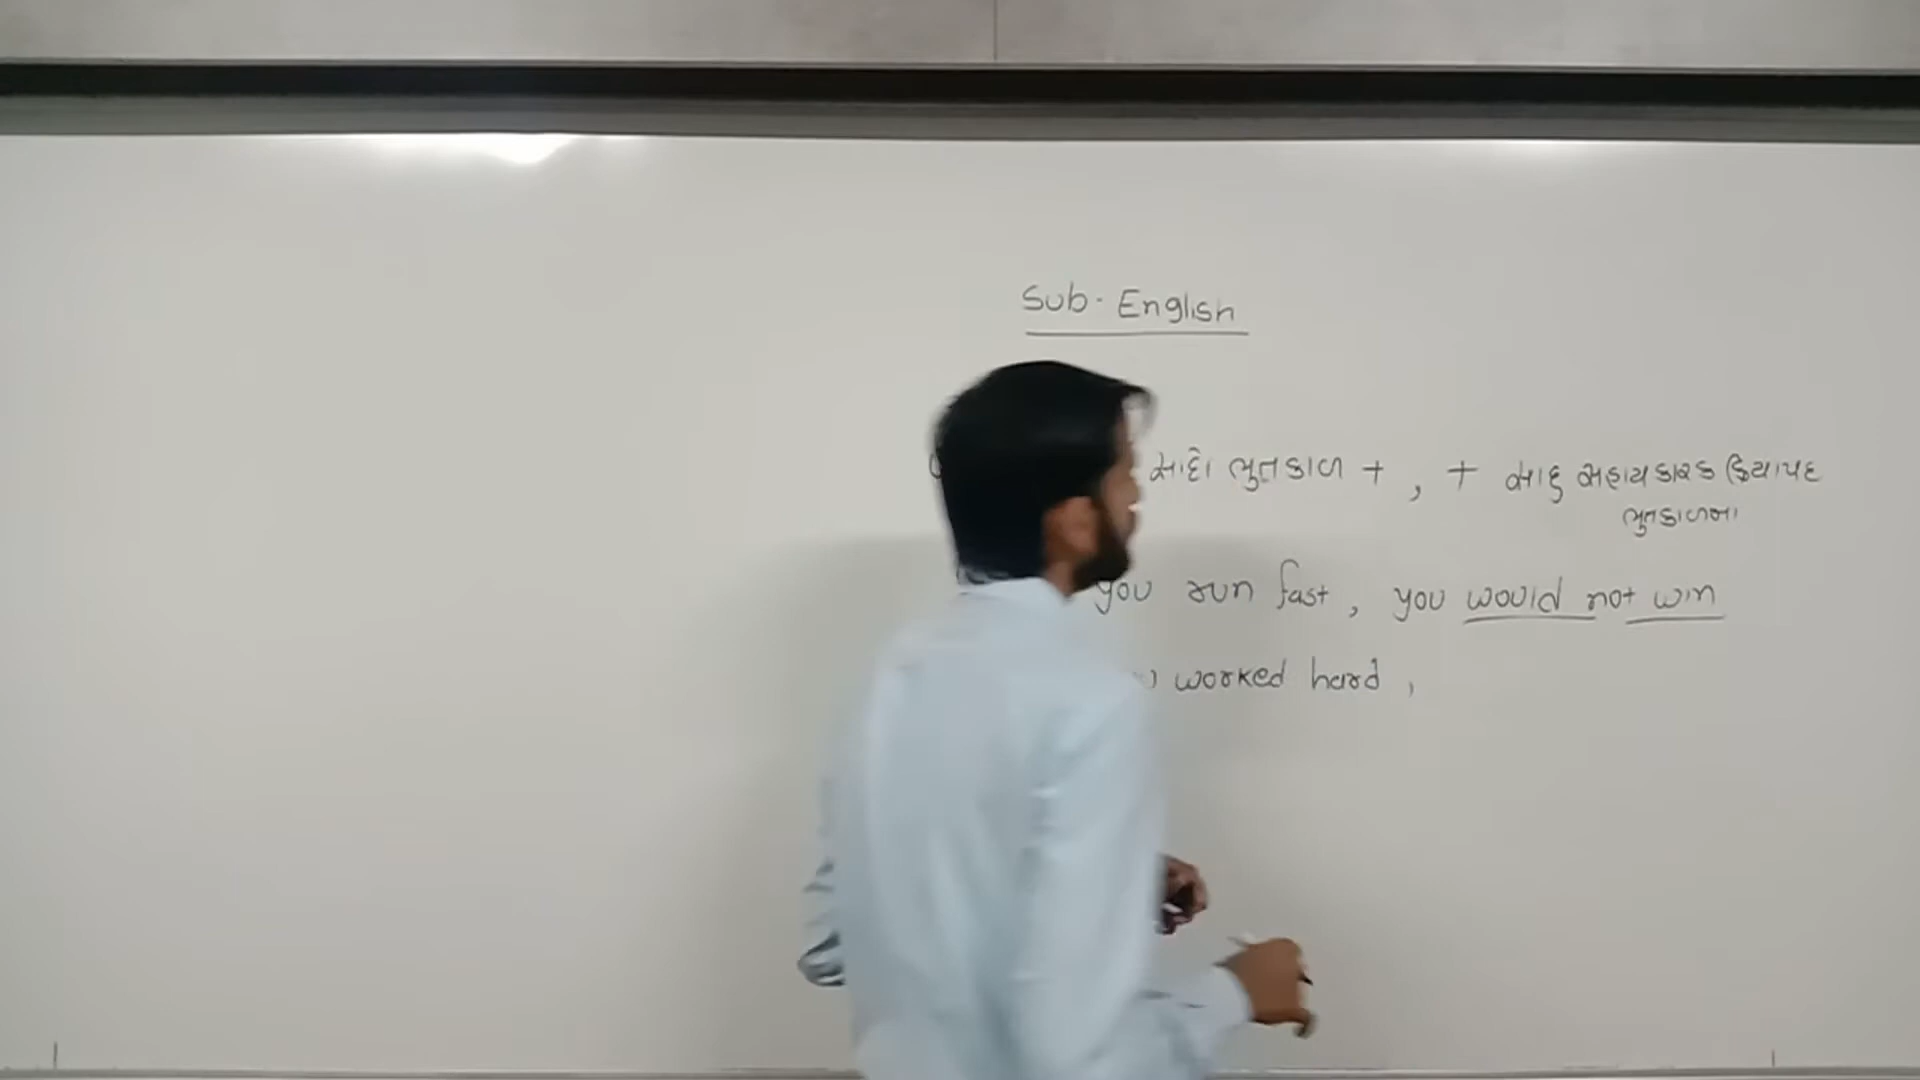 Sub- English
સાદો ભુતકાળ + , + સાદુ સહાયકારક ક્રિયાપદ
ભુતકાળના
you run fast , you would not win
worked hard ,